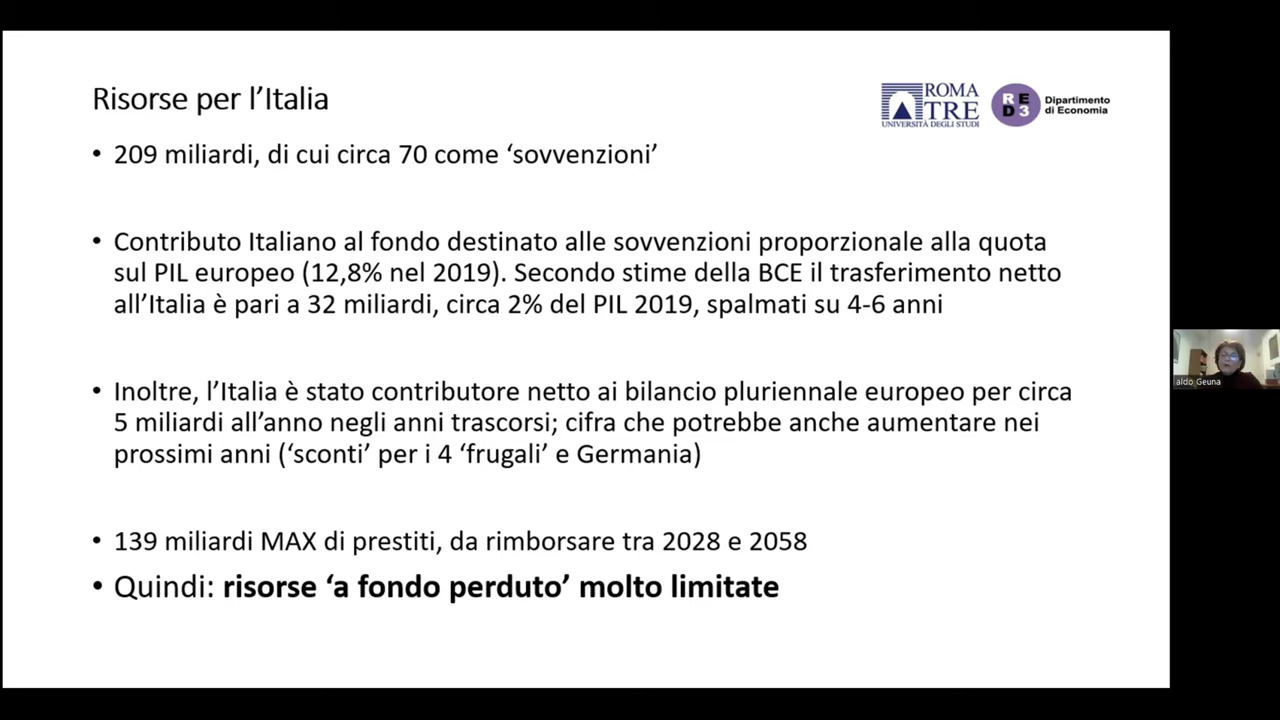 Risorse per l’Italia
ROMA
TRE
UNIVERSITÀ DEGLI STUDI
R E
D 3
Dipartimento
di Economia
• 209 miliardi, di cui circa 70 come ‘sovvenzioni’
• Contributo Italiano al fondo destinato alle sovvenzioni proporzionale alla quota
sul PIL europeo (12,8% nel 2019). Secondo stime della BCE il trasferimento netto
all’Italia è pari a 32 miliardi, circa 2% del PIL 2019, spalmati su 4-6 anni
• Inoltre, l’Italia è stato contributore netto ai bilancio pluriennale europeo per circa
5 miliardi all’anno negli anni trascorsi; cifra che potrebbe anche aumentare nei
prossimi anni (‘sconti’ per i 4 ‘frugali’ e Germania)
• 139 miliardi MAX di prestiti, da rimborsare tra 2028 e 2058
• Quindi: risorse ‘a fondo perduto’ molto limitate
aldo Geuna